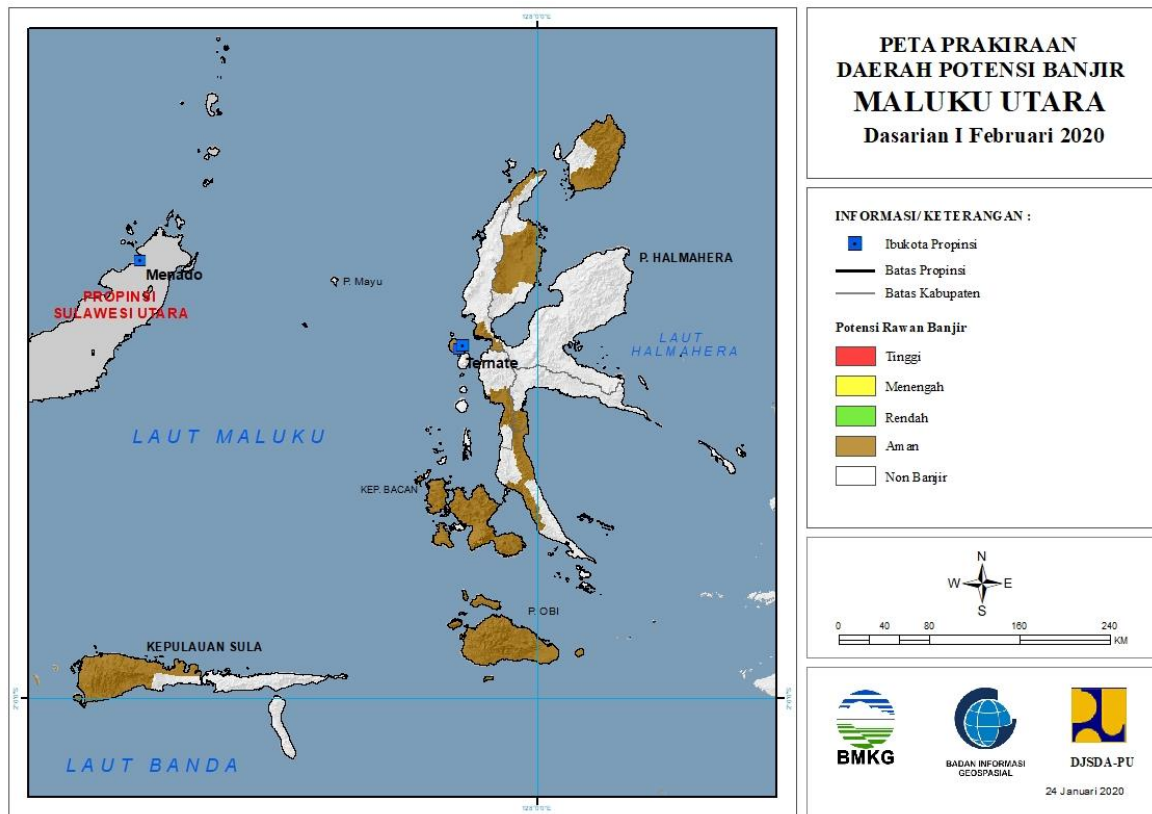 PETA PRAKIRAAN
DAERAH POTENSI BANJIR
MALUKU UTARA
Dasarian I Februari 2020
INFORMASI/ KETERANGAN :
Ibukota Propinsi
Batas Propinsi
Batas Kabupaten
Potensi Rawan Banjir
Tinggi
Menengah
Rendah
Aman
Non Banjir
N
W E
S
0 40 80 160 240
KM
BMKG
BADAN INFORMASI
GEOSPASIAL
DJSDA-PU
24 Januari 2020
Menado
PROPINSI
SULAWESI UTARA
P. Mayu
P. HALMAHERA
LAUT
HALMAHERA
Ternate
LAUT MALUKU
KEP. BACAN
P. OBI
KEPULAUAN SULA
LAUT BANDA